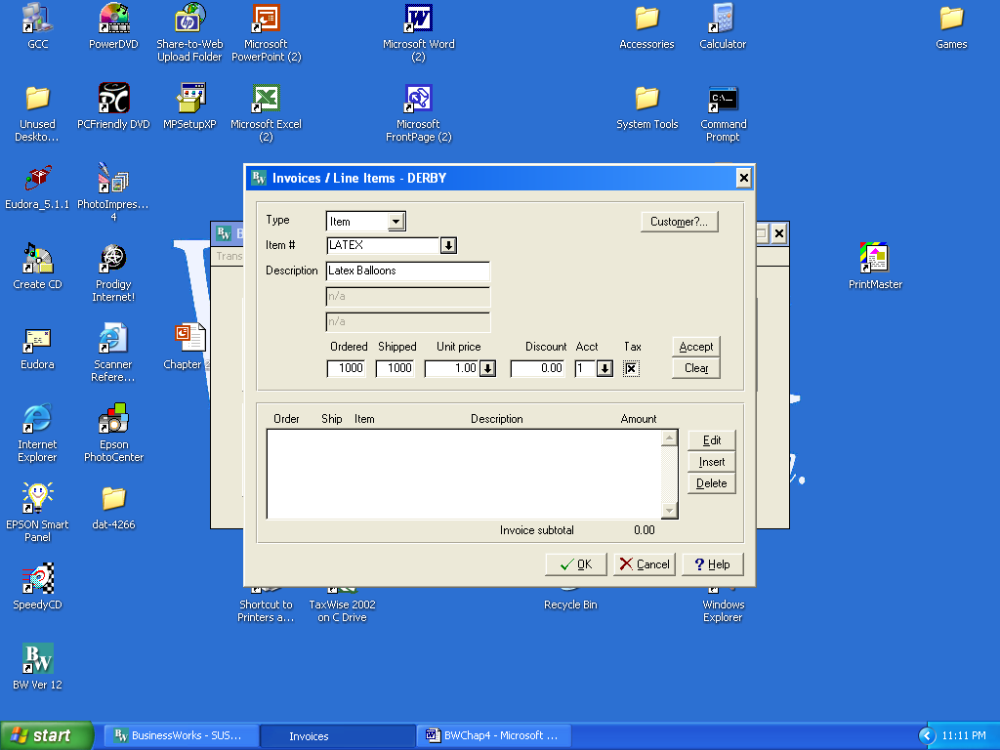 GCC
PowerDVD
Share-to-Web
Upload Folder
Microsoft
PowerPoint (2)
Microsoft Word
(2)
Accessories
Calculator
Games
Unused
Deskto...
PCFriendly DVD
MPSetupXP
Microsoft Excel
(2)
Microsoft
FrontPage (2)
System Tools
Command
Prompt
Eudora_5.1.1
PhotoImpres...
4
Create CD
Prodigy
Internet!
PrintMaster
Eudora
Scanner
Refere...
Chapter 2
Internet
Explorer
Epson
PhotoCenter
EPSON Smart
Panel
dat-4266
SpeedyCD
Shortcut to
Printers a...
TaxWise 2002
on C Drive
Recycle Bin
Windows
Explorer
BW Ver 12
Trans
Invoices / Line Items - DERBY
Type
Item
Customer?...
Item #
LATEX
Description
Latex Balloons
n/a
n/a
Ordered Shipped Unit price Discount Acct Tax
1000 1000 1.00 0.00 1
Accept
Clear
Order Ship Item Description Amount
Edit
Insert
Delete
Invoice subtotal 0.00
OK
Cancel
? Help
start
BusinessWorks - SUS...
Invoices
BWChap4 - Microsoft ...
11:11 PM